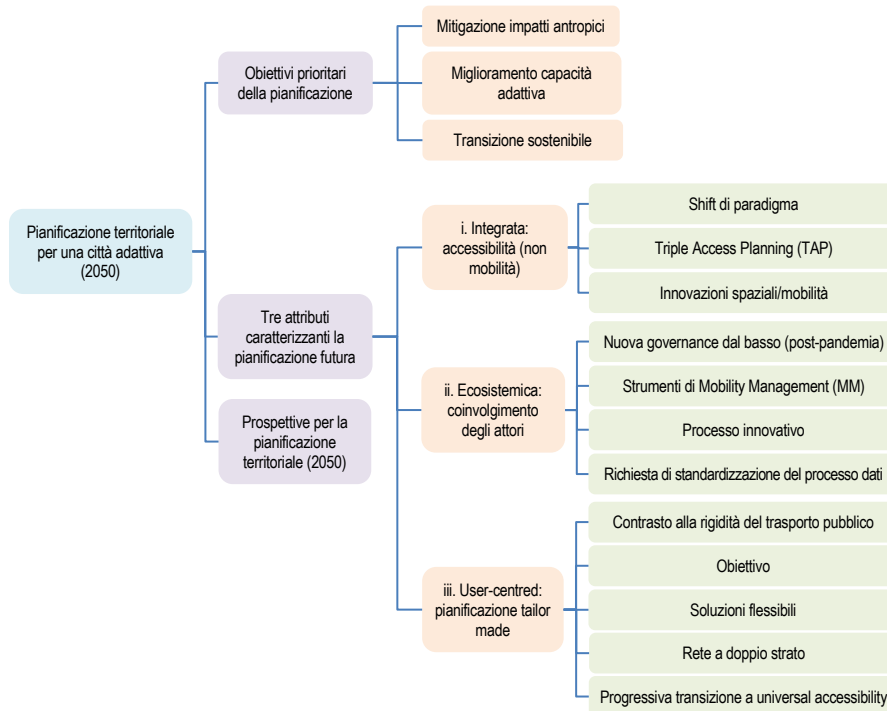 Pianificazione territoriale
per una città adattiva
(2050)
Obiettivi prioritari
della pianificazione
Mitigazione impatti antropici
Miglioramento capacità
adattiva
Transizione sostenibile
Tre attributi
caratterizzanti la
pianificazione futura
i. Integrata:
accessibilità (non
mobilità)
Shift di paradigma
Triple Access Planning (TAP)
Innovazioni spaziali/mobilità
ii. Ecosistemica:
coinvolgimento
degli attori
Nuova governance dal basso (post-pandemia)
Strumenti di Mobility Management (MM)
Processo innovativo
Richiesta di standardizzazione del processo dati
iii. User-centred:
pianificazione tailor
made
Contrasto alla rigidità del trasporto pubblico
Obiettivo
Soluzioni flessibili
Rete a doppio strato
Progressiva transizione a universal accessibility
Prospettive per la
pianificazione
territoriale (2050)